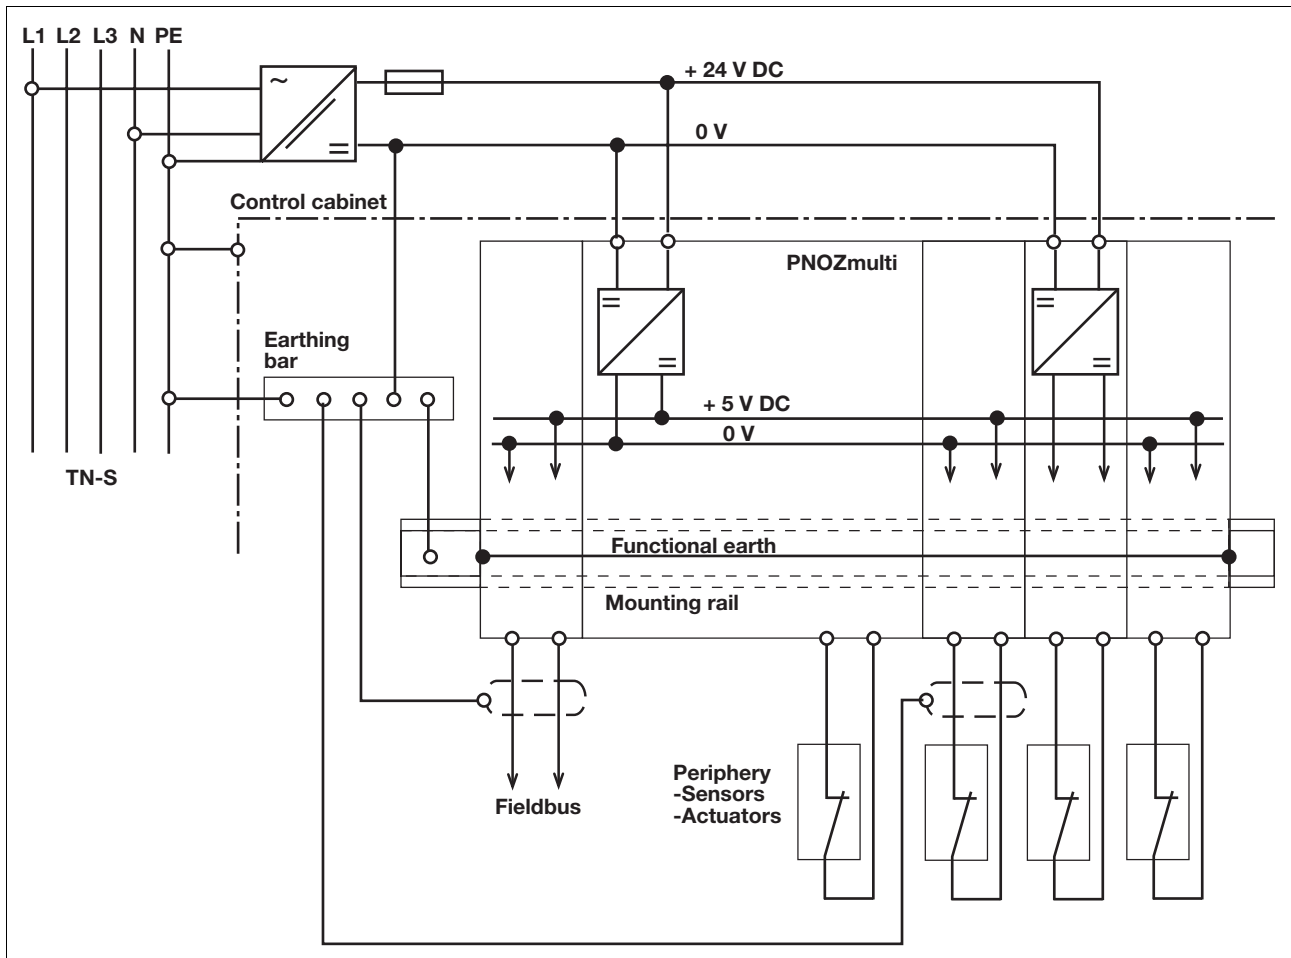 L1 L2 L3 N PE
+ 24 V DC
~
0 V
Control cabinet
PNOZmulti
Earthing
bar
+ 5 V DC
0 V
TN-S
Functional earth
Mounting rail
Periphery
-Sensors
-Actuators
Fieldbus